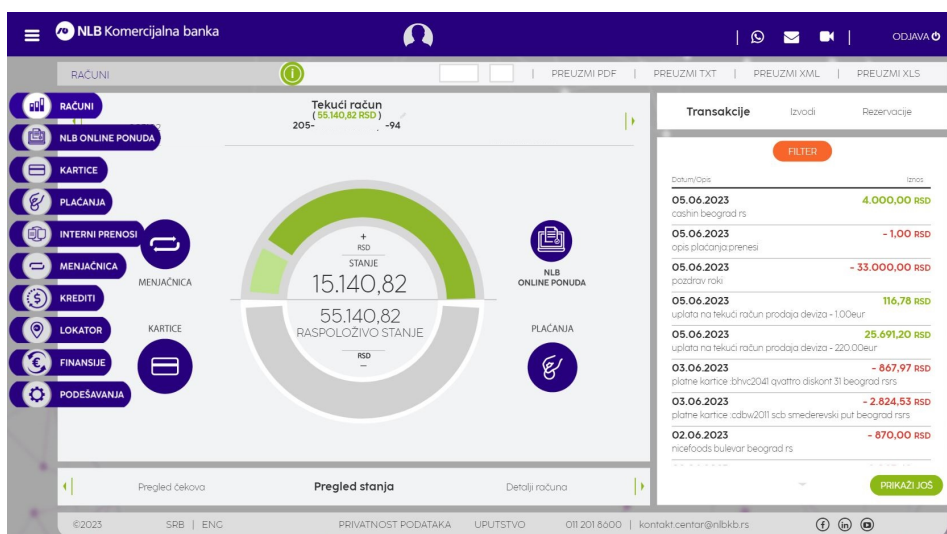 NLB Komercijalna banka
ODJAVA
RAČUNI
PREUZMI PDF | PREUZMI TXT | PREUZMI XML | PREUZMI XLS
RAČUNI
NLB ONLINE PONUDA
KARTICE
PLAĆANJA
INTERNI PRENOSI
MENJAČNICA
KREDITI
LOKATOR
FINANSIJE
PODEŠAVANJA
Tekući račun
(55.140,82 RSD)
205- -94
MENJAČNICA
KARTICE
+
RSD
STANJE
15.140,82
55.140,82
RASPOLOŽIVO STANJE
RSD
–
NLB
ONLINE PONUDA
PLAĆANJA
Pregled čekova
Pregled stanja
Detalji računa
Transakcije
Izvodi
Rezervacije
FILTER
Datum/Opis Iznos
05.06.2023 4.000,00 RSD
cashin beograd rs
05.06.2023 - 1,00 RSD
opis plaćanja:prenesi
05.06.2023 - 33.000,00 RSD
pozdrav roki
05.06.2023 116,78 RSD
uplata na tekući račun prodaja deviza - 1.00eur
05.06.2023 25.691,20 RSD
uplata na tekući račun prodaja deviza - 220.00eur
03.06.2023 - 867,97 RSD
platne kartice :bhvc2041 qvattro diskont 31 beograd rsrs
03.06.2023 - 2.824,53 RSD
platne kartice :cdbw2011 scb smederevski put beograd rsrs
02.06.2023 - 870,00 RSD
nicefoods bulevar beograd rs
PRIKAŽI JOŠ
©2023 SRB | ENG PRIVATNOST PODATAKA UPUTSTVO 011 201 8600 | kontakt.centar@nlbkb.rs